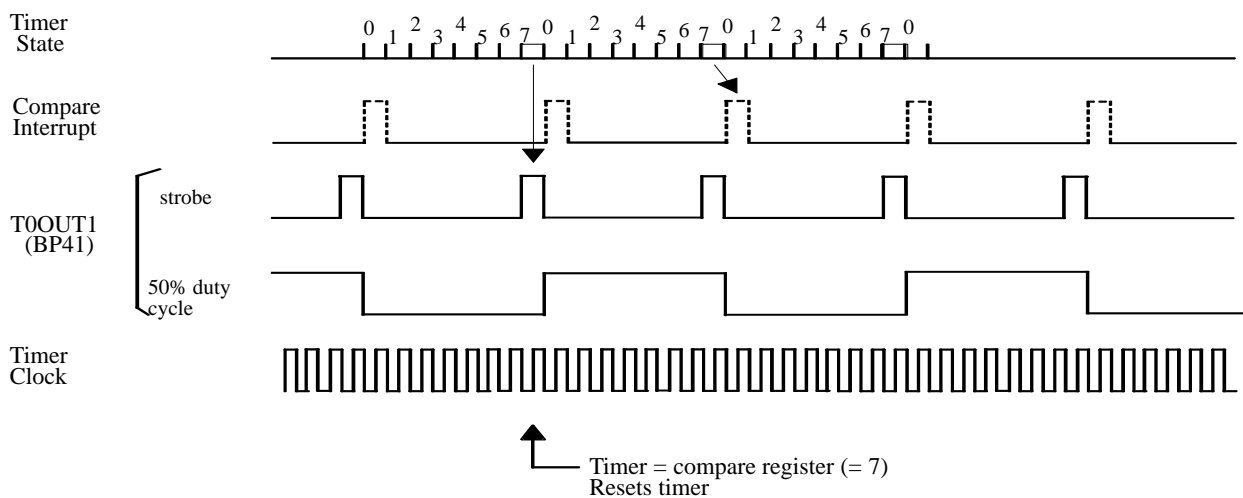 Timer
State
0 1 2 3 4 5 6 7 0 1 2 3 4 5 6 7 0 1 2 3 4 5 6 7 0
Compare
Interrupt
strobe
T0OUT1
(BP41)
50% duty
cycle
Timer
Clock
Timer = compare register (= 7)
Resets timer